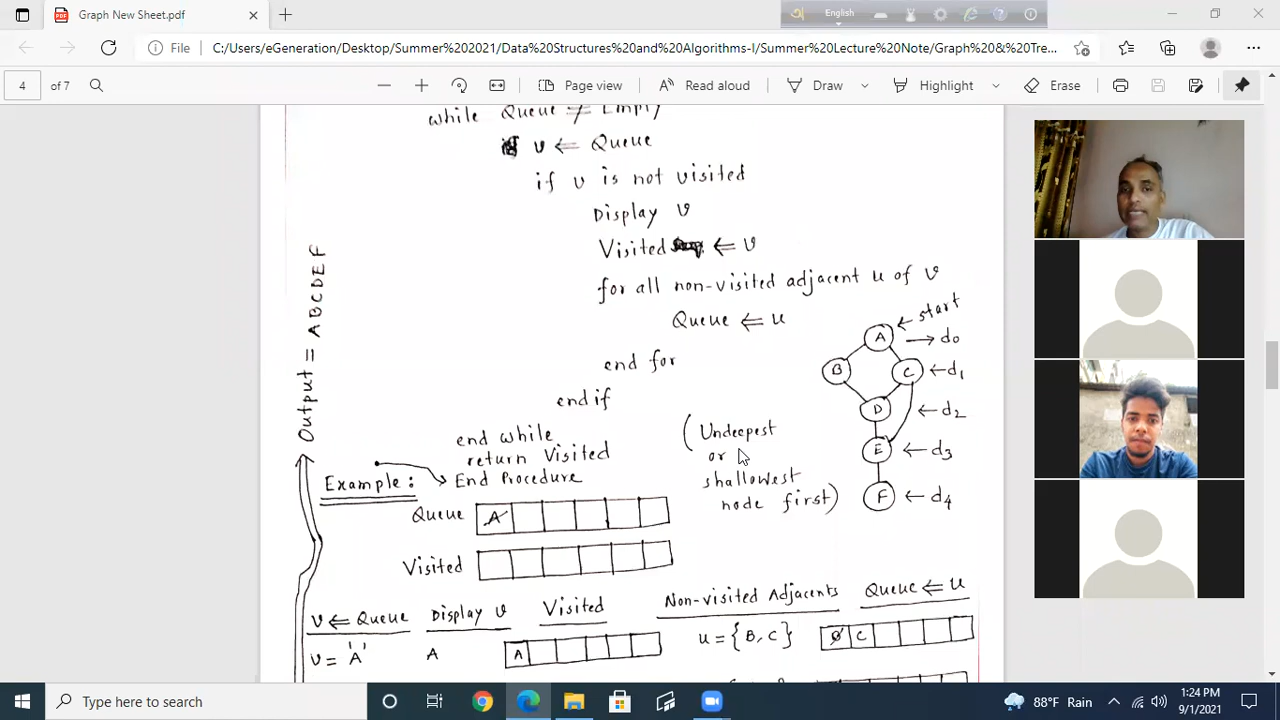 Graph New Sheet.pdf
English
File
C:/Users/eGeneration/Desktop/Summer%202021/Data%20Structures%20and%20Algorithms-I/Summer%20Lecture%20Note/Graph%20&%20Tre...
4 of 7
Page view
Read aloud
Draw
Highlight
Erase
while Queue ≠ Empty
v ⇐ Queue
if v is not visited
Display v
Visited ⇐ v
for all non-visited adjacent u of v
Queue ⇐ u
end for
endif
end while
return Visited
End Procedure
Output = ABCDEF
← start
A → d0
B C ← d1
D ← d2
E ← d3
F ← d4
(Undeepest
or
shallowest
node first)
Example:
Queue A
Visited
v ⇐ Queue Display v Visited Non-visited Adjacents Queue ⇐ u
v = 'A' A A u = {B, C} B C
Type here to search
88°F Rain
1:24 PM
9/1/2021